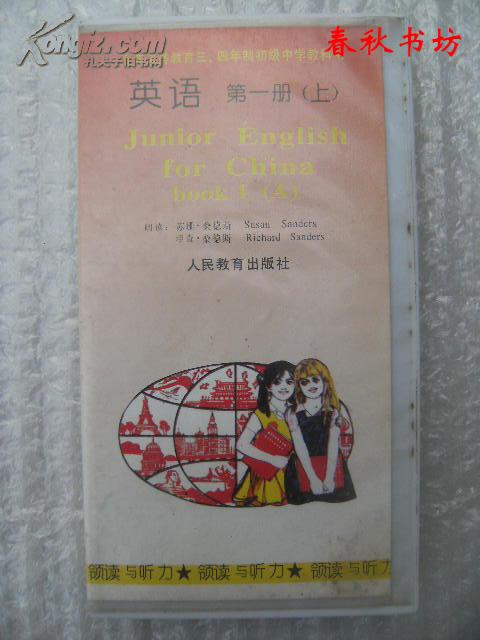 Kongfz.com
孔夫子旧书网
春秋书坊
教育三、四年制初级中学教科
英语 第一册(上)
Junior English
for China
book 1 (A)
朗读：苏珊·桑德斯 Susan Sanders
理查·桑德斯 Richard Sanders
人民教育出版社
领读与听力★领读与听力★领读与听力